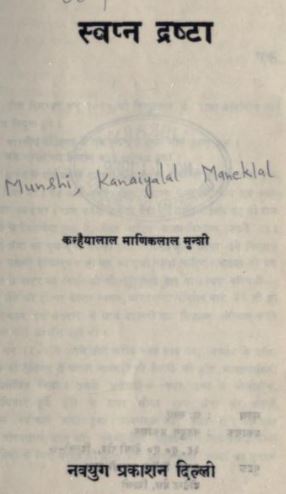 स्वप्न द्रष्टा
Munshi, Kanaiyalal Maneklal
कन्हैयालाल माणिकलाल मुन्शी
नवयुग प्रकाशन दिल्ली